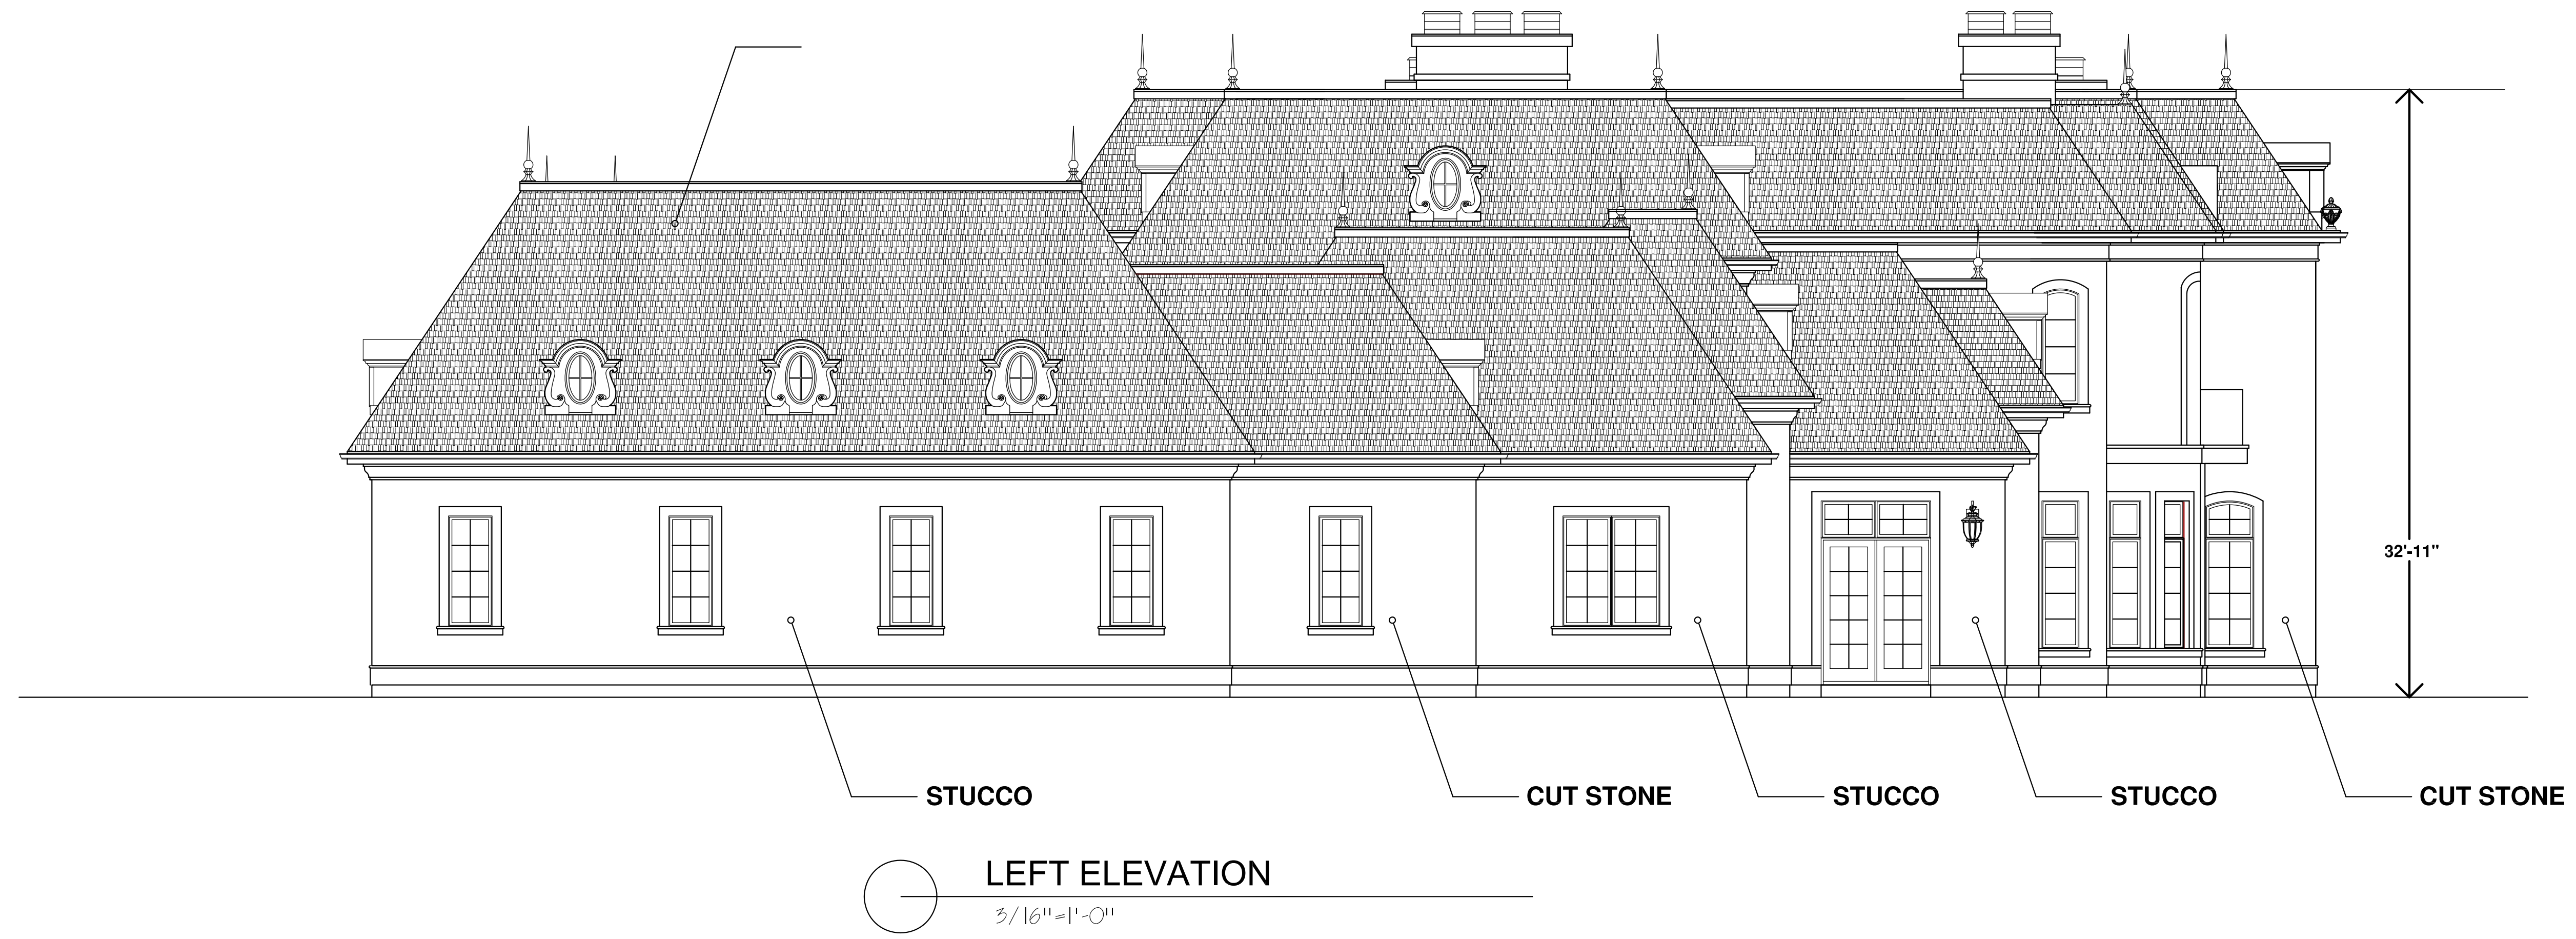 32'-11"
STUCCO
CUT STONE
STUCCO
STUCCO
CUT STONE
LEFT ELEVATION
3/16"=1'-0"